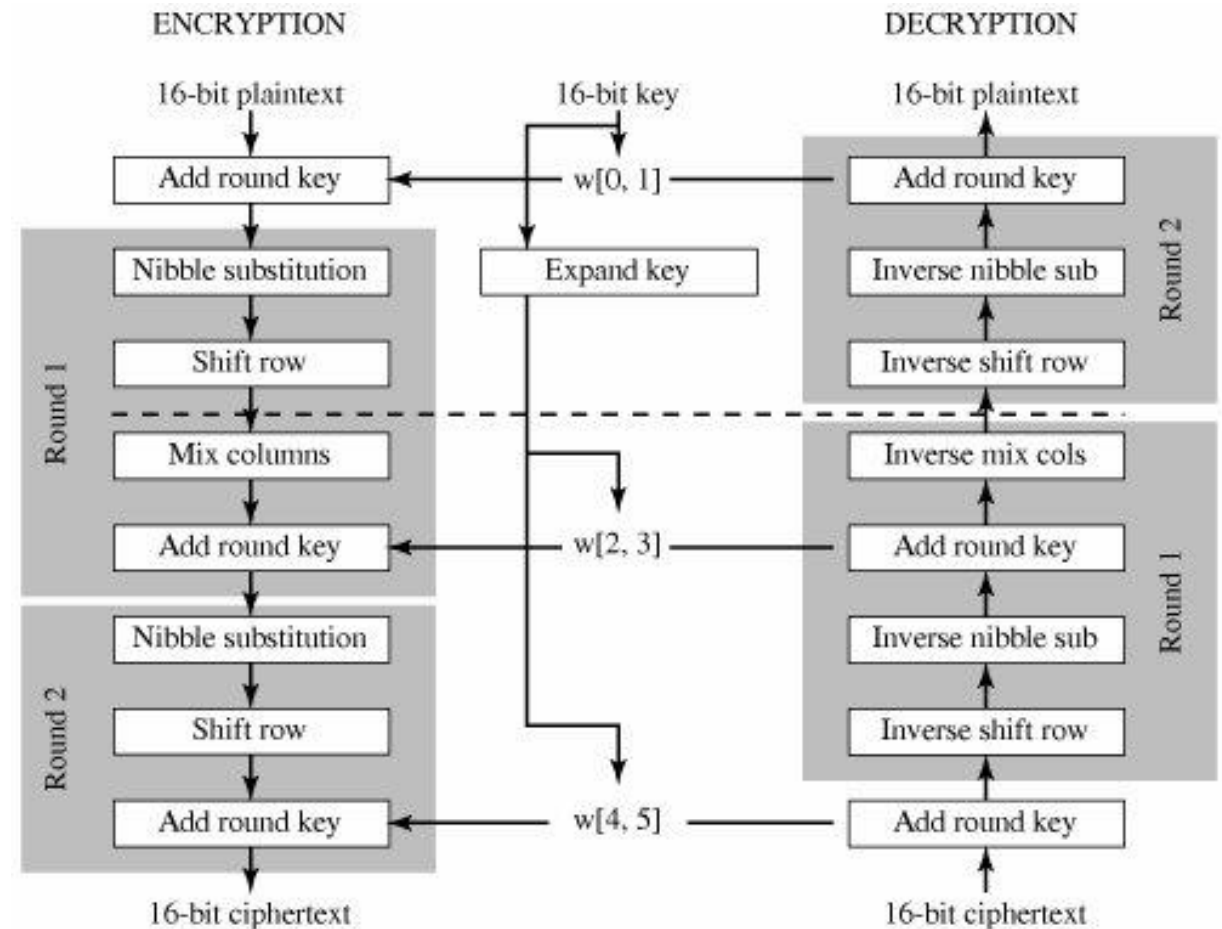 ENCRYPTION
DECRYPTION
16-bit plaintext
16-bit key
16-bit plaintext
Add round key
w[0, 1]
Add round key
Nibble substitution
Expand key
Inverse nibble sub
Round 2
Shift row
Inverse shift row
Round 1
Mix columns
Inverse mix cols
Add round key
w[2, 3]
Add round key
Round 1
Nibble substitution
Inverse nibble sub
Round 2
Shift row
Inverse shift row
Add round key
w[4, 5]
Add round key
16-bit ciphertext
16-bit ciphertext